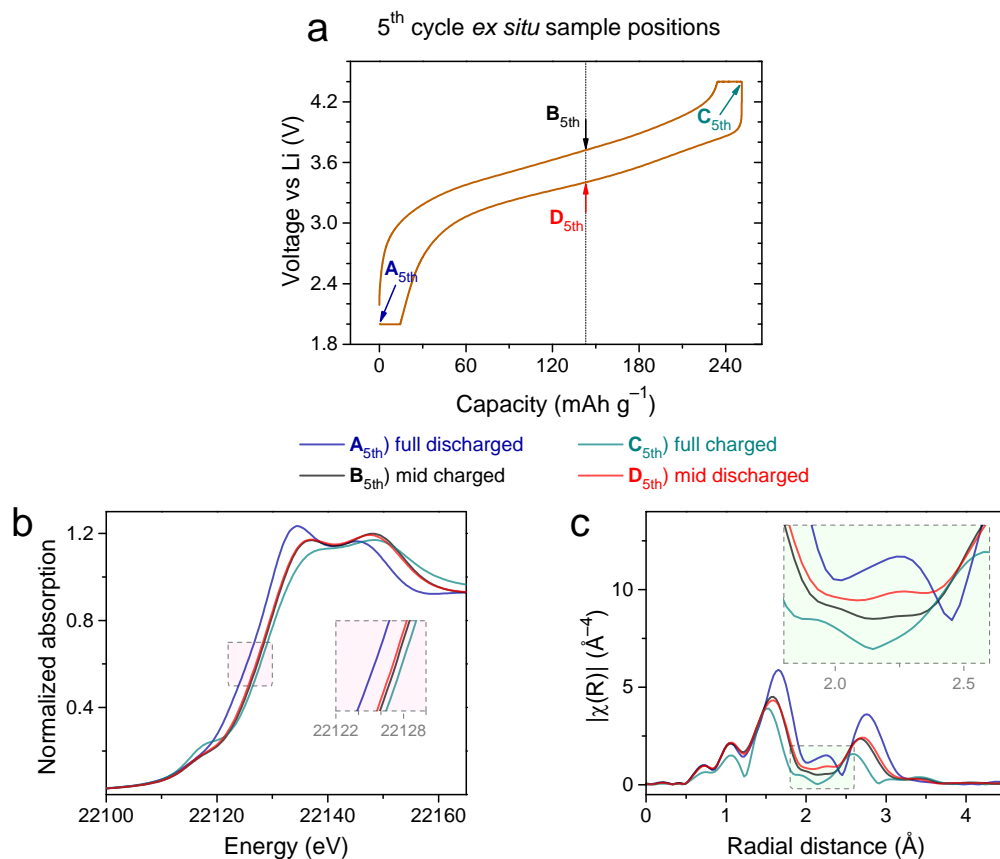 a 5th cycle ex situ sample positions
Voltage vs Li (V)
4.2
3.6
3.0
2.4
1.8
B5th
C5th
D5th
A5th
0 60 120 180 240
Capacity (mAh g–1)
A5th) full discharged C5th) full charged
B5th) mid charged D5th) mid discharged
b
Normalized absorption
1.2
0.8
0.4
22122 22128
22100 22120 22140 22160
Energy (eV)
c
|χ(R)| (Å–4)
10
5
0
2.0 2.5
0 1 2 3 4
Radial distance (Å)